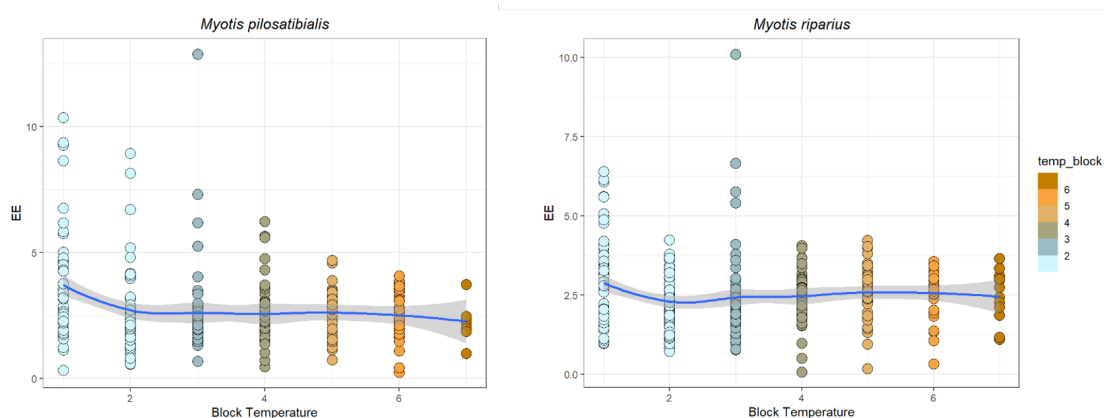 Myotis pilosatibialis
10
5
0
EE
2
4
6
Block Temperature
Myotis riparius
10.0
7.5
5.0
2.5
0.0
EE
2
4
6
Block Temperature
temp_block
6
5
4
3
2